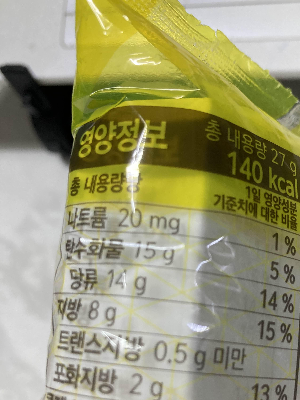 영양정보
총 내용량 27 g
140 kcal
총 내용량당
1일 영양성분
기준치에 대한 비율
나트륨 20 mg 1 %
탄수화물 15 g 5 %
당류 14 g 14 %
지방 8 g 15 %
트랜스지방 0.5 g 미만
포화지방 2 g 13 %